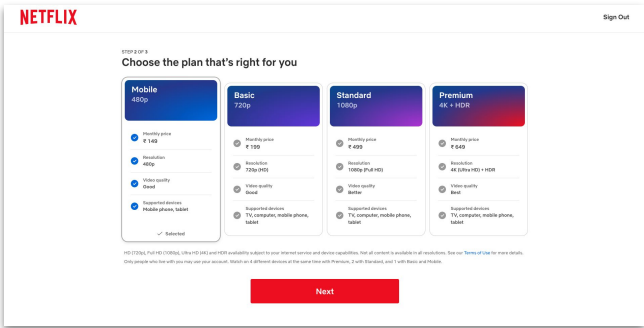 NETFLIX
Sign Out
STEP 2 OF 3
Choose the plan that's right for you
Mobile
480p
Monthly price
₹ 149
Resolution
480p
Video quality
Good
Supported devices
Mobile phone, tablet
Selected
Basic
720p
Monthly price
₹ 199
Resolution
720p (HD)
Video quality
Good
Supported devices
TV, computer, mobile phone,
tablet
Standard
1080p
Monthly price
₹ 499
Resolution
1080p (Full HD)
Video quality
Better
Supported devices
TV, computer, mobile phone,
tablet
Premium
4K + HDR
Monthly price
₹ 649
Resolution
4K (Ultra HD) + HDR
Video quality
Best
Supported devices
TV, computer, mobile phone,
tablet
HD (720p), Full HD (1080p), Ultra HD (4K) and HDR availability subject to your internet service and device capabilities. Not all content is available in all resolutions. See our Terms of Use for more details.
Only people who live with you may use your account. Watch on 4 different devices at the same time with Premium, 2 with Standard, and 1 with Basic and Mobile.
Next